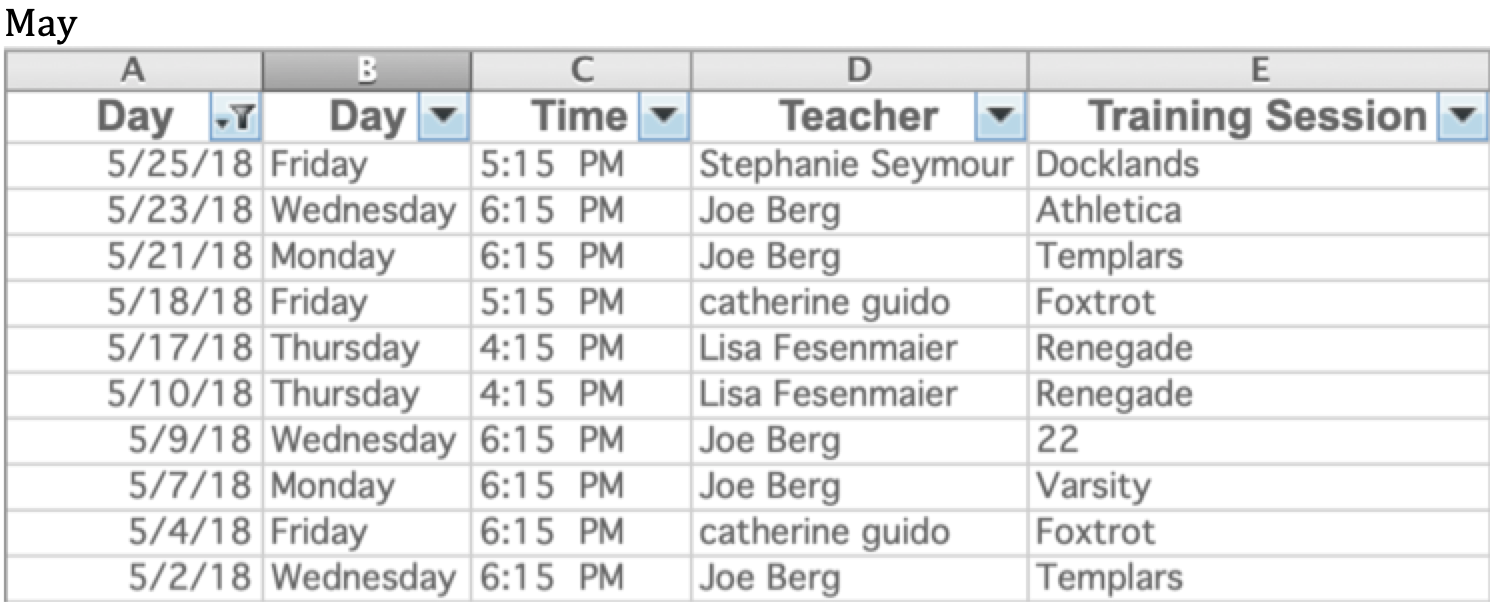 May
A B C D E
Day Day Time Teacher Training Session
5/25/18 Friday 5:15 PM Stephanie Seymour Docklands
5/23/18 Wednesday 6:15 PM Joe Berg Athletica
5/21/18 Monday 6:15 PM Joe Berg Templars
5/18/18 Friday 5:15 PM catherine guido Foxtrot
5/17/18 Thursday 4:15 PM Lisa Fesenmaier Renegade
5/10/18 Thursday 4:15 PM Lisa Fesenmaier Renegade
5/9/18 Wednesday 6:15 PM Joe Berg 22
5/7/18 Monday 6:15 PM Joe Berg Varsity
5/4/18 Friday 6:15 PM catherine guido Foxtrot
5/2/18 Wednesday 6:15 PM Joe Berg Templars